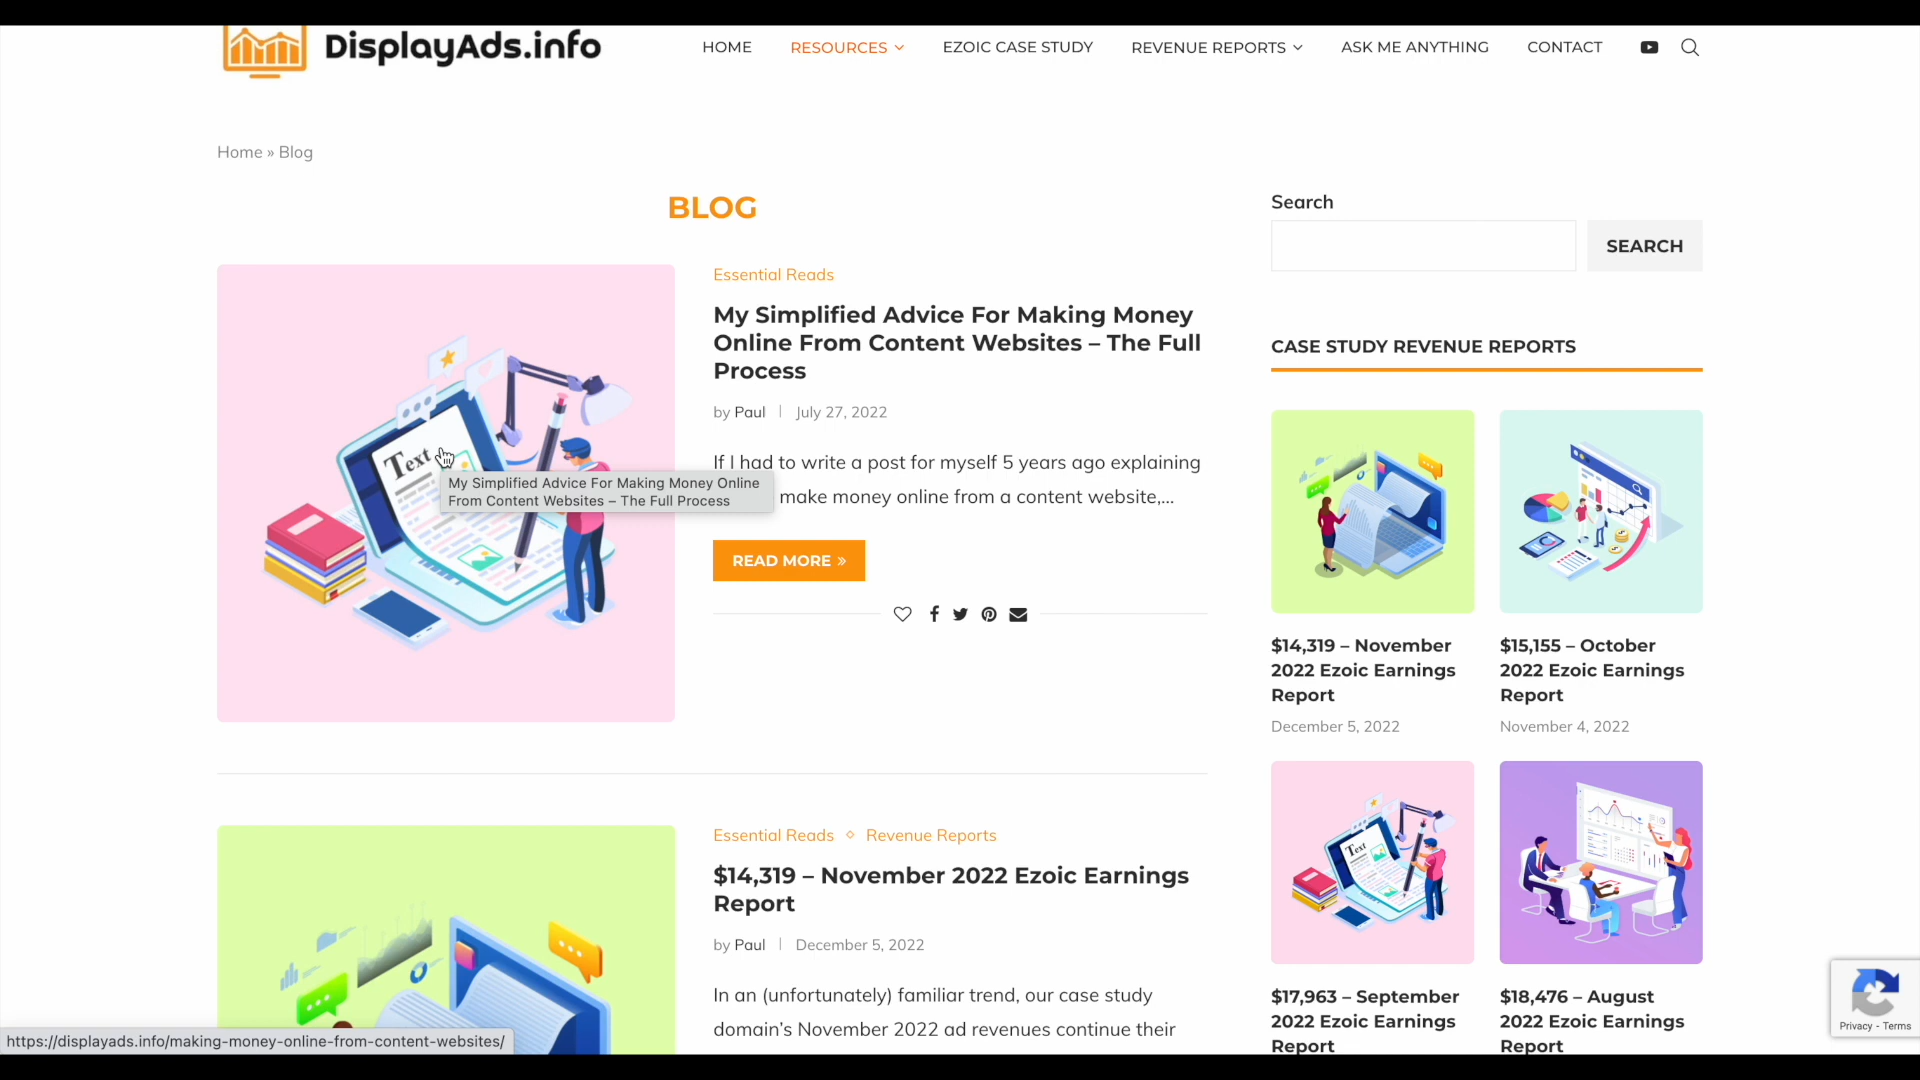 DisplayAds.info
HOME
RESOURCES
EZOIC CASE STUDY
REVENUE REPORTS
ASK ME ANYTHING
CONTACT
Home » Blog
BLOG
Essential Reads
My Simplified Advice For Making Money
Online From Content Websites – The Full
Process
by Paul
July 27, 2022
If I had to write a post for myself 5 years ago explaining
make money online from a content website,...
READ MORE »
Text
My Simplified Advice For Making Money Online
From Content Websites – The Full Process
Essential Reads
Revenue Reports
$14,319 – November 2022 Ezoic Earnings
Report
by Paul
December 5, 2022
In an (unfortunately) familiar trend, our case study
domain's November 2022 ad revenues continue their
Search
SEARCH
CASE STUDY REVENUE REPORTS
$14,319 – November
2022 Ezoic Earnings
Report
December 5, 2022
$15,155 – October
2022 Ezoic Earnings
Report
November 4, 2022
Text
$17,963 – September
2022 Ezoic Earnings
Report
$18,476 – August
2022 Ezoic Earnings
Report
Privacy - Terms
https://displayads.info/making-money-online-from-content-websites/